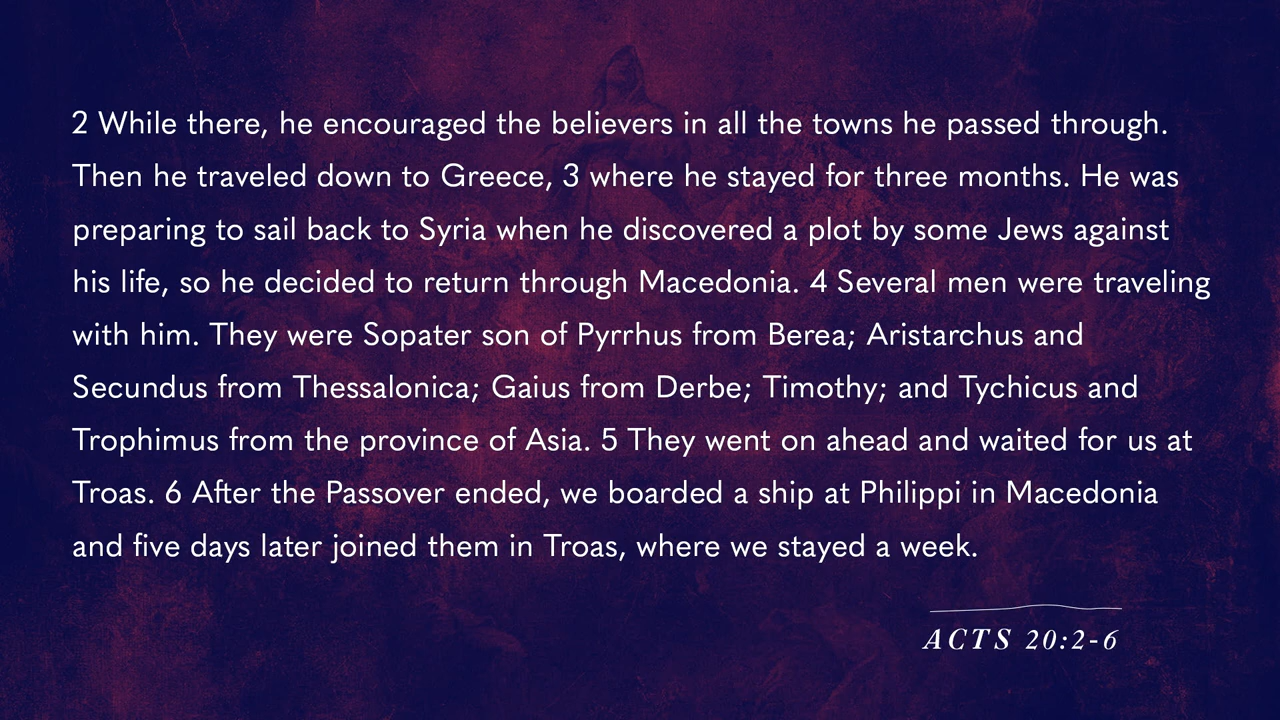 2 While there, he encouraged the believers in all the towns he passed through.
Then he traveled down to Greece, 3 where he stayed for three months. He was
preparing to sail back to Syria when he discovered a plot by some Jews against
his life, so he decided to return through Macedonia. 4 Several men were traveling
with him. They were Sopater son of Pyrrhus from Berea; Aristarchus and
Secundus from Thessalonica; Gaius from Derbe; Timothy; and Tychicus and
Trophimus from the province of Asia. 5 They went on ahead and waited for us at
Troas. 6 After the Passover ended, we boarded a ship at Philippi in Macedonia
and five days later joined them in Troas, where we stayed a week.
ACTS 20:2-6